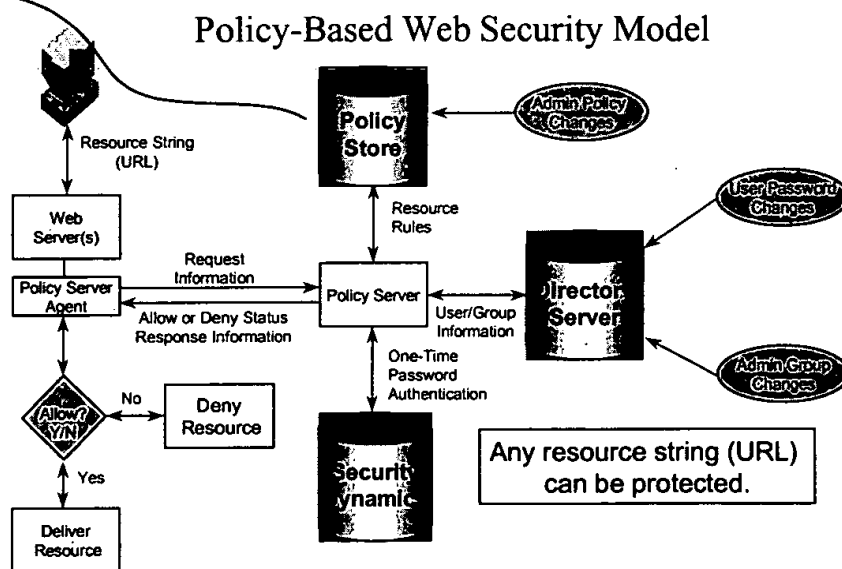 Policy-Based Web Security Model
Resource String
(URL)
Policy
Store
Admin Policy
Changes
Web
Server(s)
Resource
Rules
User Password
Changes
Request
Information
Policy Server
Agent
Policy Server
Allow or Deny Status
Response Information
User/Group
Information
Director
Server
One-Time
Password
Authentication
Admin Group
Changes
Allow?
Y/N
No
Deny
Resource
Yes
Security
ynamic
Any resource string (URL)
can be protected.
Deliver
Resource